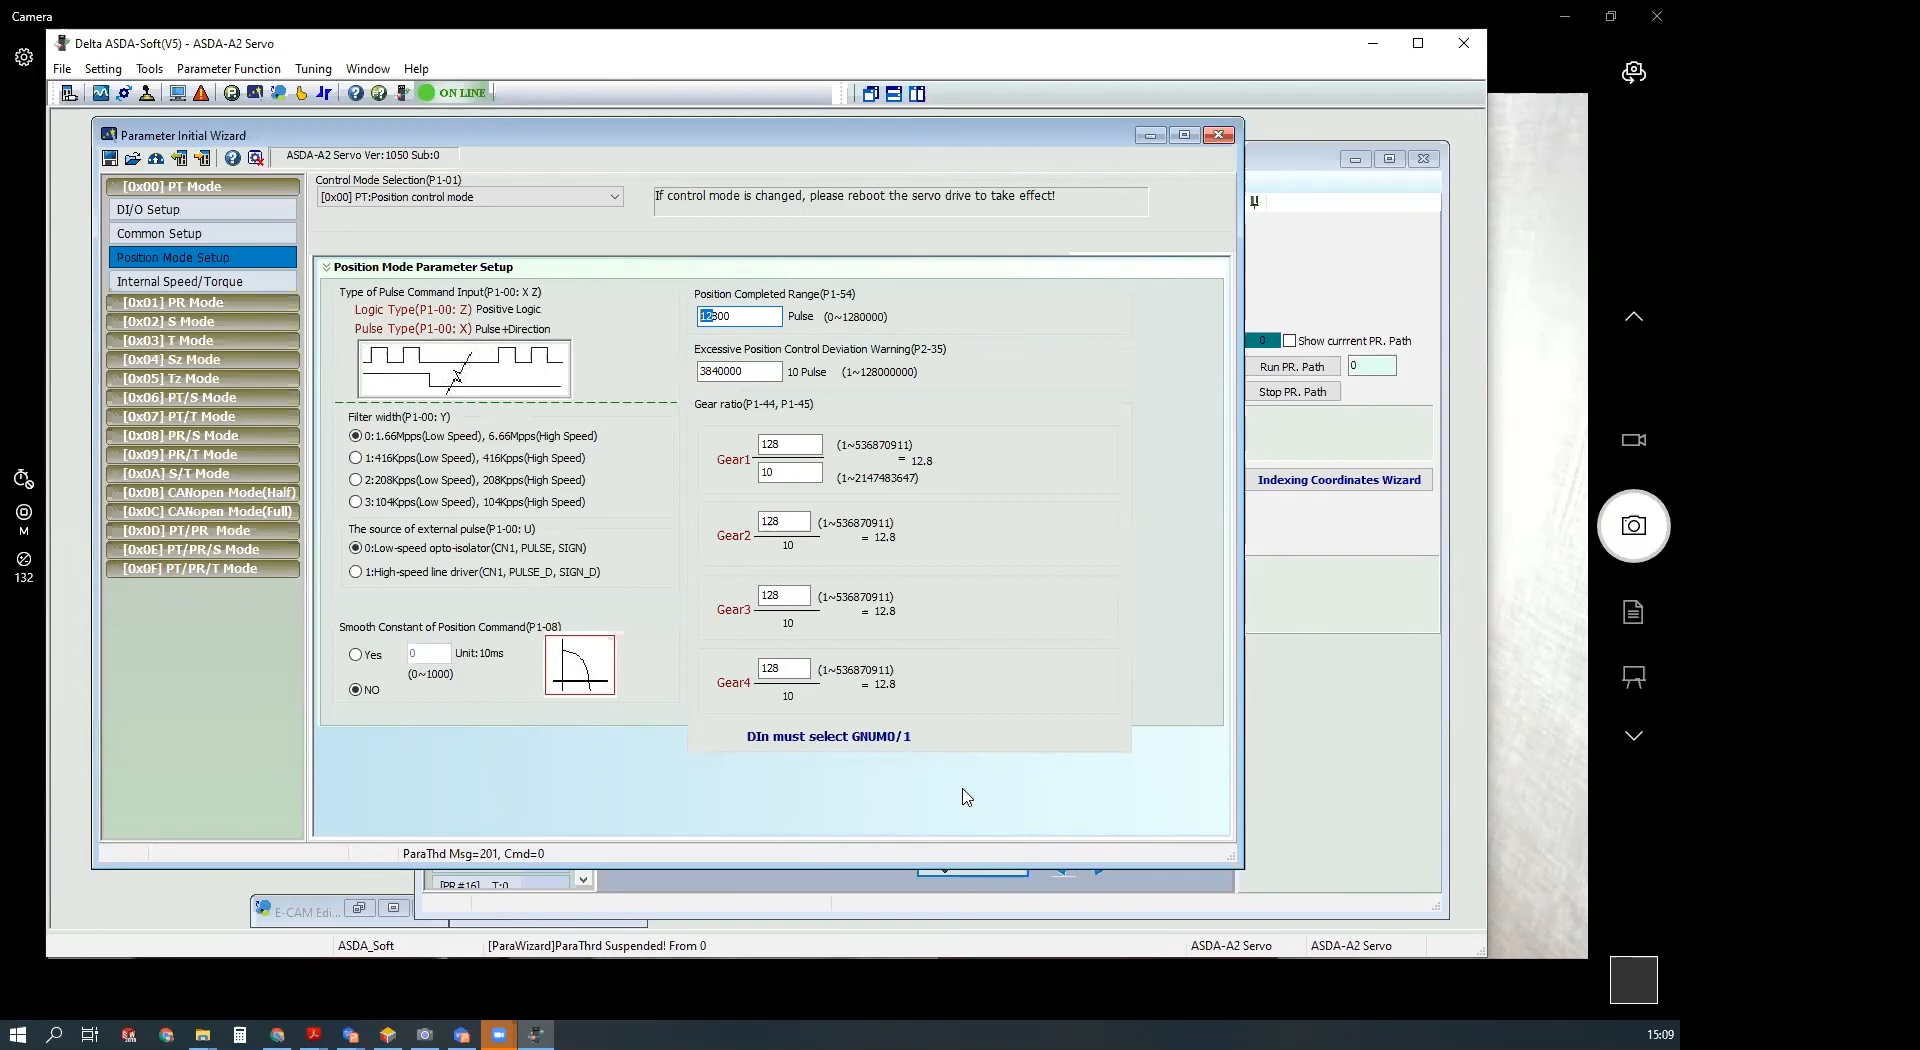 Camera
Delta ASDA-Soft(V5) - ASDA-A2 Servo
File Setting Tools Parameter Function Tuning Window Help
ON LINE
Parameter Initial Wizard
ASDA-A2 Servo Ver:1050 Sub:0
[0x00] PT Mode
DI/O Setup
Common Setup
Position Mode Setup
Internal Speed/Torque
[0x01] PR Mode
[0x02] S Mode
[0x03] T Mode
[0x04] Sz Mode
[0x05] Tz Mode
[0x06] PT/S Mode
[0x07] PT/T Mode
[0x08] PR/S Mode
[0x09] PR/T Mode
[0x0A] S/T Mode
[0x0B] CANopen Mode(Half)
[0x0C] CANopen Mode(Full)
[0x0D] PT/PR Mode
[0x0E] PT/PR/S Mode
[0x0F] PT/PR/T Mode
Control Mode Selection(P1-01)
[0x00] PT:Position control mode
If control mode is changed, please reboot the servo drive to take effect!
Position Mode Parameter Setup
Type of Pulse Command Input(P1-00: X Z)
Logic Type(P1-00: Z) Positive Logic
Pulse Type(P1-00: X) Pulse+Direction
Filter width(P1-00: Y)
0:1.66Mpps(Low Speed), 6.66Mpps(High Speed)
1:416Kpps(Low Speed), 416Kpps(High Speed)
2:208Kpps(Low Speed), 208Kpps(High Speed)
3:104Kpps(Low Speed), 104Kpps(High Speed)
The source of external pulse(P1-00: U)
0:Low-speed opto-isolator(CN1, PULSE, SIGN)
1:High-speed line driver(CN1, PULSE_D, SIGN_D)
Smooth Constant of Position Command(P1-08)
Yes 0 Unit:10ms
(0~1000)
NO
Position Completed Range(P1-54)
12800 Pulse (0~1280000)
Excessive Position Control Deviation Warning(P2-35)
3840000 10 Pulse (1~128000000)
Gear ratio(P1-44, P1-45)
128 (1~536870911)
Gear1 = 12.8
10 (1~2147483647)
128 (1~536870911)
Gear2 = 12.8
10
128 (1~536870911)
Gear3 = 12.8
10
128 (1~536870911)
Gear4 = 12.8
10
DIn must select GNUM0/1
ParaThd Msg=201, Cmd=0
0 Show currrent PR. Path
Run PR. Path 0
Stop PR. Path
Indexing Coordinates Wizard
[PR#16] T:0
E-CAM Edi...
ASDA_Soft [ParaWizard]ParaThrd Suspended! From 0 ASDA-A2 Servo ASDA-A2 Servo
M
132
15:09